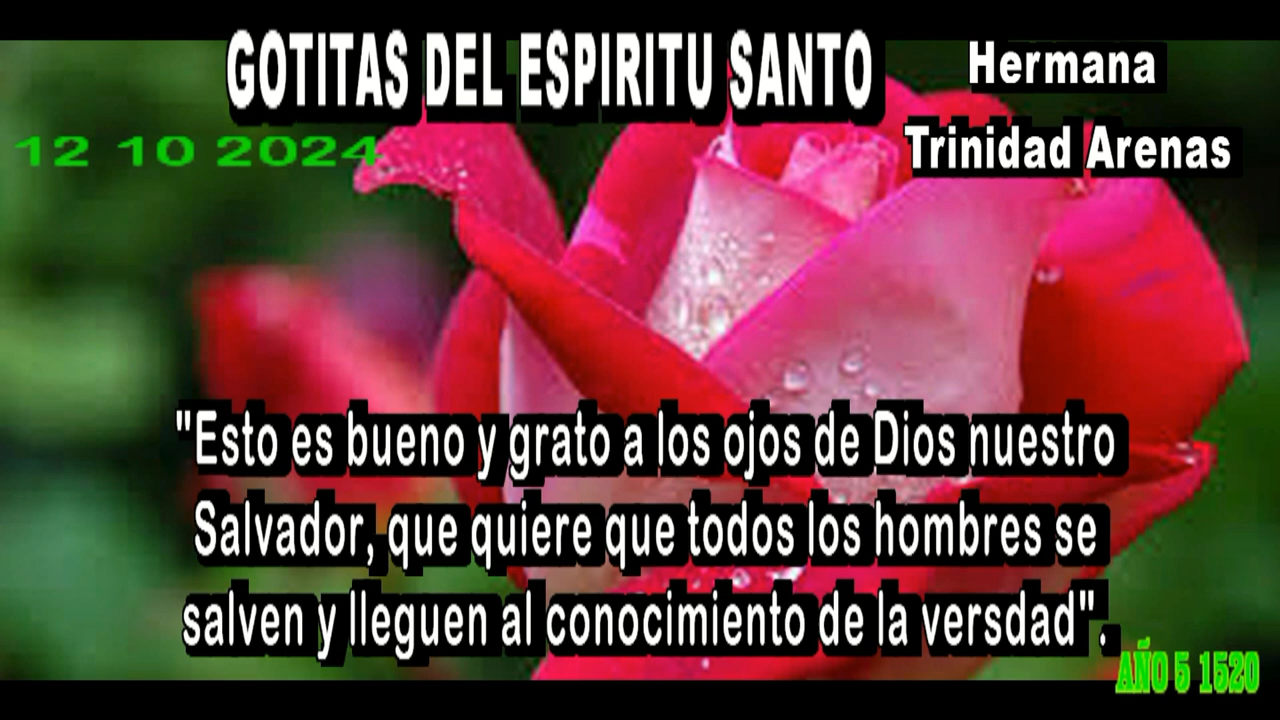 GOTITAS DEL ESPIRITU SANTO
Hermana
Trinidad Arenas
12 10 2024
"Esto es bueno y grato a los ojos de Dios nuestro
Salvador, que quiere que todos los hombres se
salven y lleguen al conocimiento de la versdad".
AÑO 5 1520